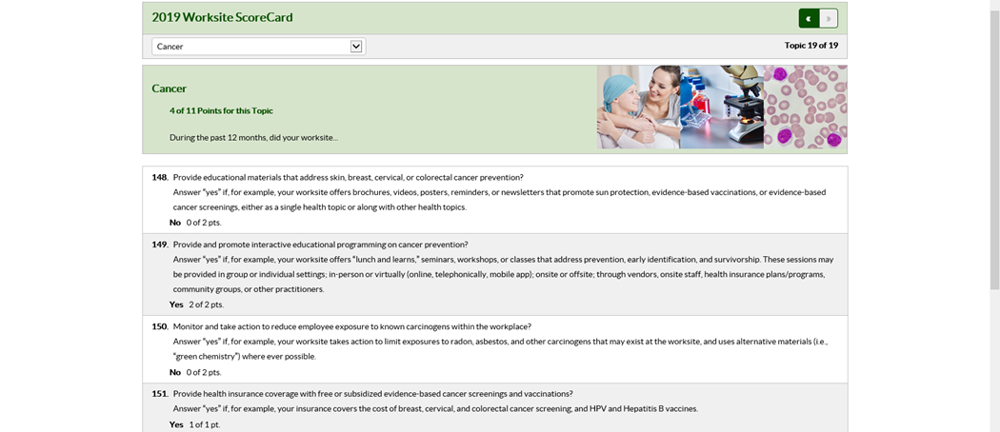 2019 Worksite ScoreCard
« »
Cancer
Topic 19 of 19
Cancer
4 of 11 Points for this Topic
During the past 12 months, did your worksite...
148. Provide educational materials that address skin, breast, cervical, or colorectal cancer prevention?
Answer "yes" if, for example, your worksite offers brochures, videos, posters, reminders, or newsletters that promote sun protection, evidence-based vaccinations, or evidence-based
cancer screenings, either as a single health topic or along with other health topics.
No 0 of 2 pts.
149. Provide and promote interactive educational programming on cancer prevention?
Answer "yes" if, for example, your worksite offers "lunch and learns," seminars, workshops, or classes that address prevention, early identification, and survivorship. These sessions may
be provided in group or individual settings; in-person or virtually (online, telephonically, mobile app); onsite or offsite; through vendors, onsite staff, health insurance plans/programs,
community groups, or other practitioners.
Yes 2 of 2 pts.
150. Monitor and take action to reduce employee exposure to known carcinogens within the workplace?
Answer "yes" if, for example, your worksite takes action to limit exposures to radon, asbestos, and other carcinogens that may exist at the worksite, and uses alternative materials (i.e.,
"green chemistry") where ever possible.
No 0 of 2 pts.
151. Provide health insurance coverage with free or subsidized evidence-based cancer screenings and vaccinations?
Answer "yes" if, for example, your insurance covers the cost of breast, cervical, and colorectal cancer screening, and HPV and Hepatitis B vaccines.
Yes 1 of 1 pt.